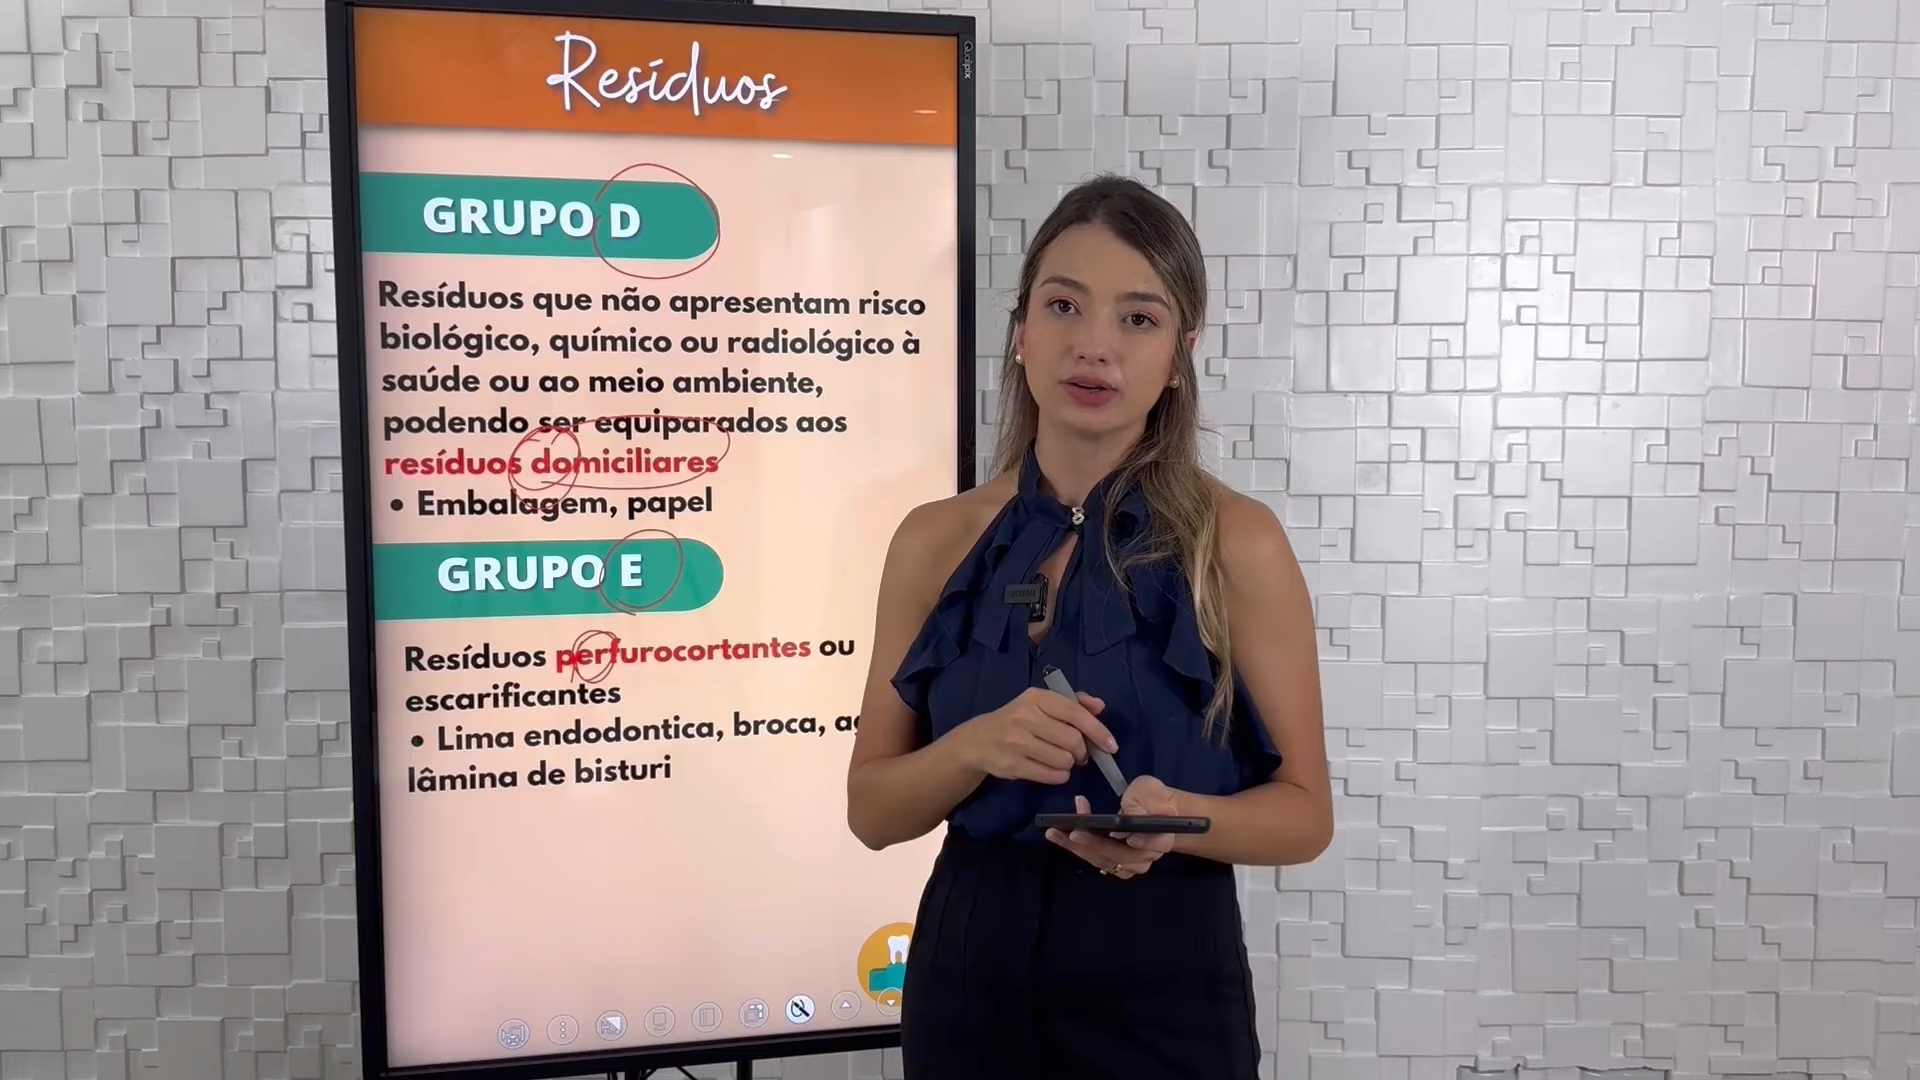 Resíduos
GRUPO D
Resíduos que não apresentam risco
biológico, químico ou radiológico à
saúde ou ao meio ambiente,
podendo ser equiparados aos
resíduos domiciliares
• Embalagem, papel
GRUPO E
Resíduos perfurocortantes ou
escarificantes
• Lima endodontica, broca,
lâmina de bisturi